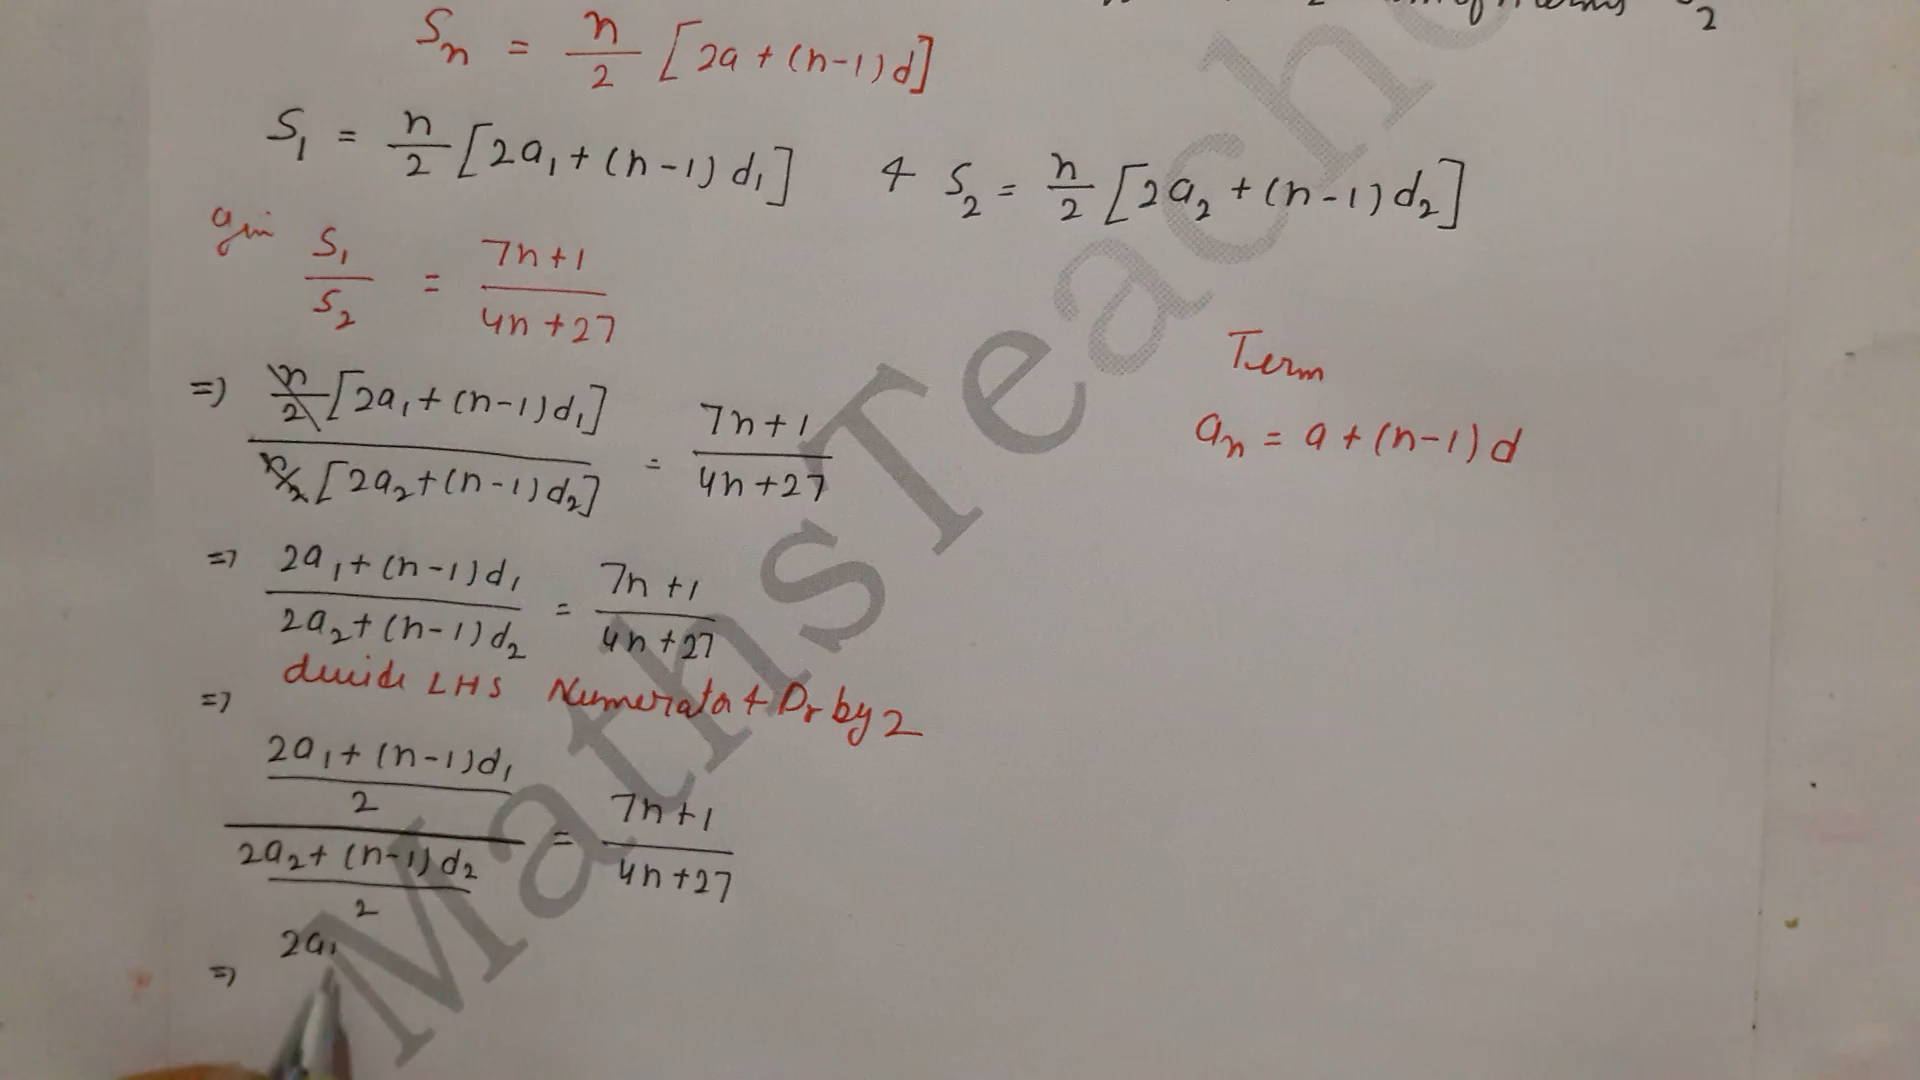 2
Sn = n/2 [2a + (n-1)d]
S1 = n/2 [2a1 + (n-1)d1] & S2 = n/2 [2a2 + (n-1)d2]
S1/S2 = 7n+1/4n+27
=> n/2 [2a1 + (n-1)d1] / n/2 [2a2 + (n-1)d2] = 7n+1/4n+27
Term
an = a + (n-1)d
=> 2a1 + (n-1)d1 / 2a2 + (n-1)d2 = 7n+1/4n+27
=> divide LHS Numerator & Dr by 2
2a1 + (n-1)d1/2 / 2a2 + (n-1)d2/2 = 7n+1/4n+27
=> 2a1
MathsTeach